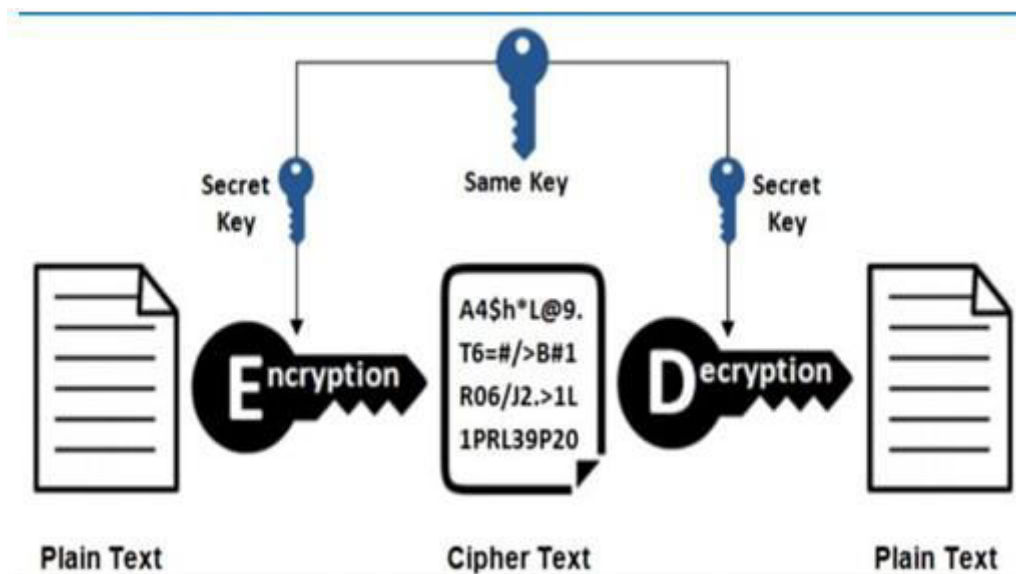 Same Key
Secret
Key
Secret
Key
Encryption
A4$h*L@9.
T6=#/>B#1
R06/J2.>1L
1PRL39P20
Decryption
Plain Text
Cipher Text
Plain Text